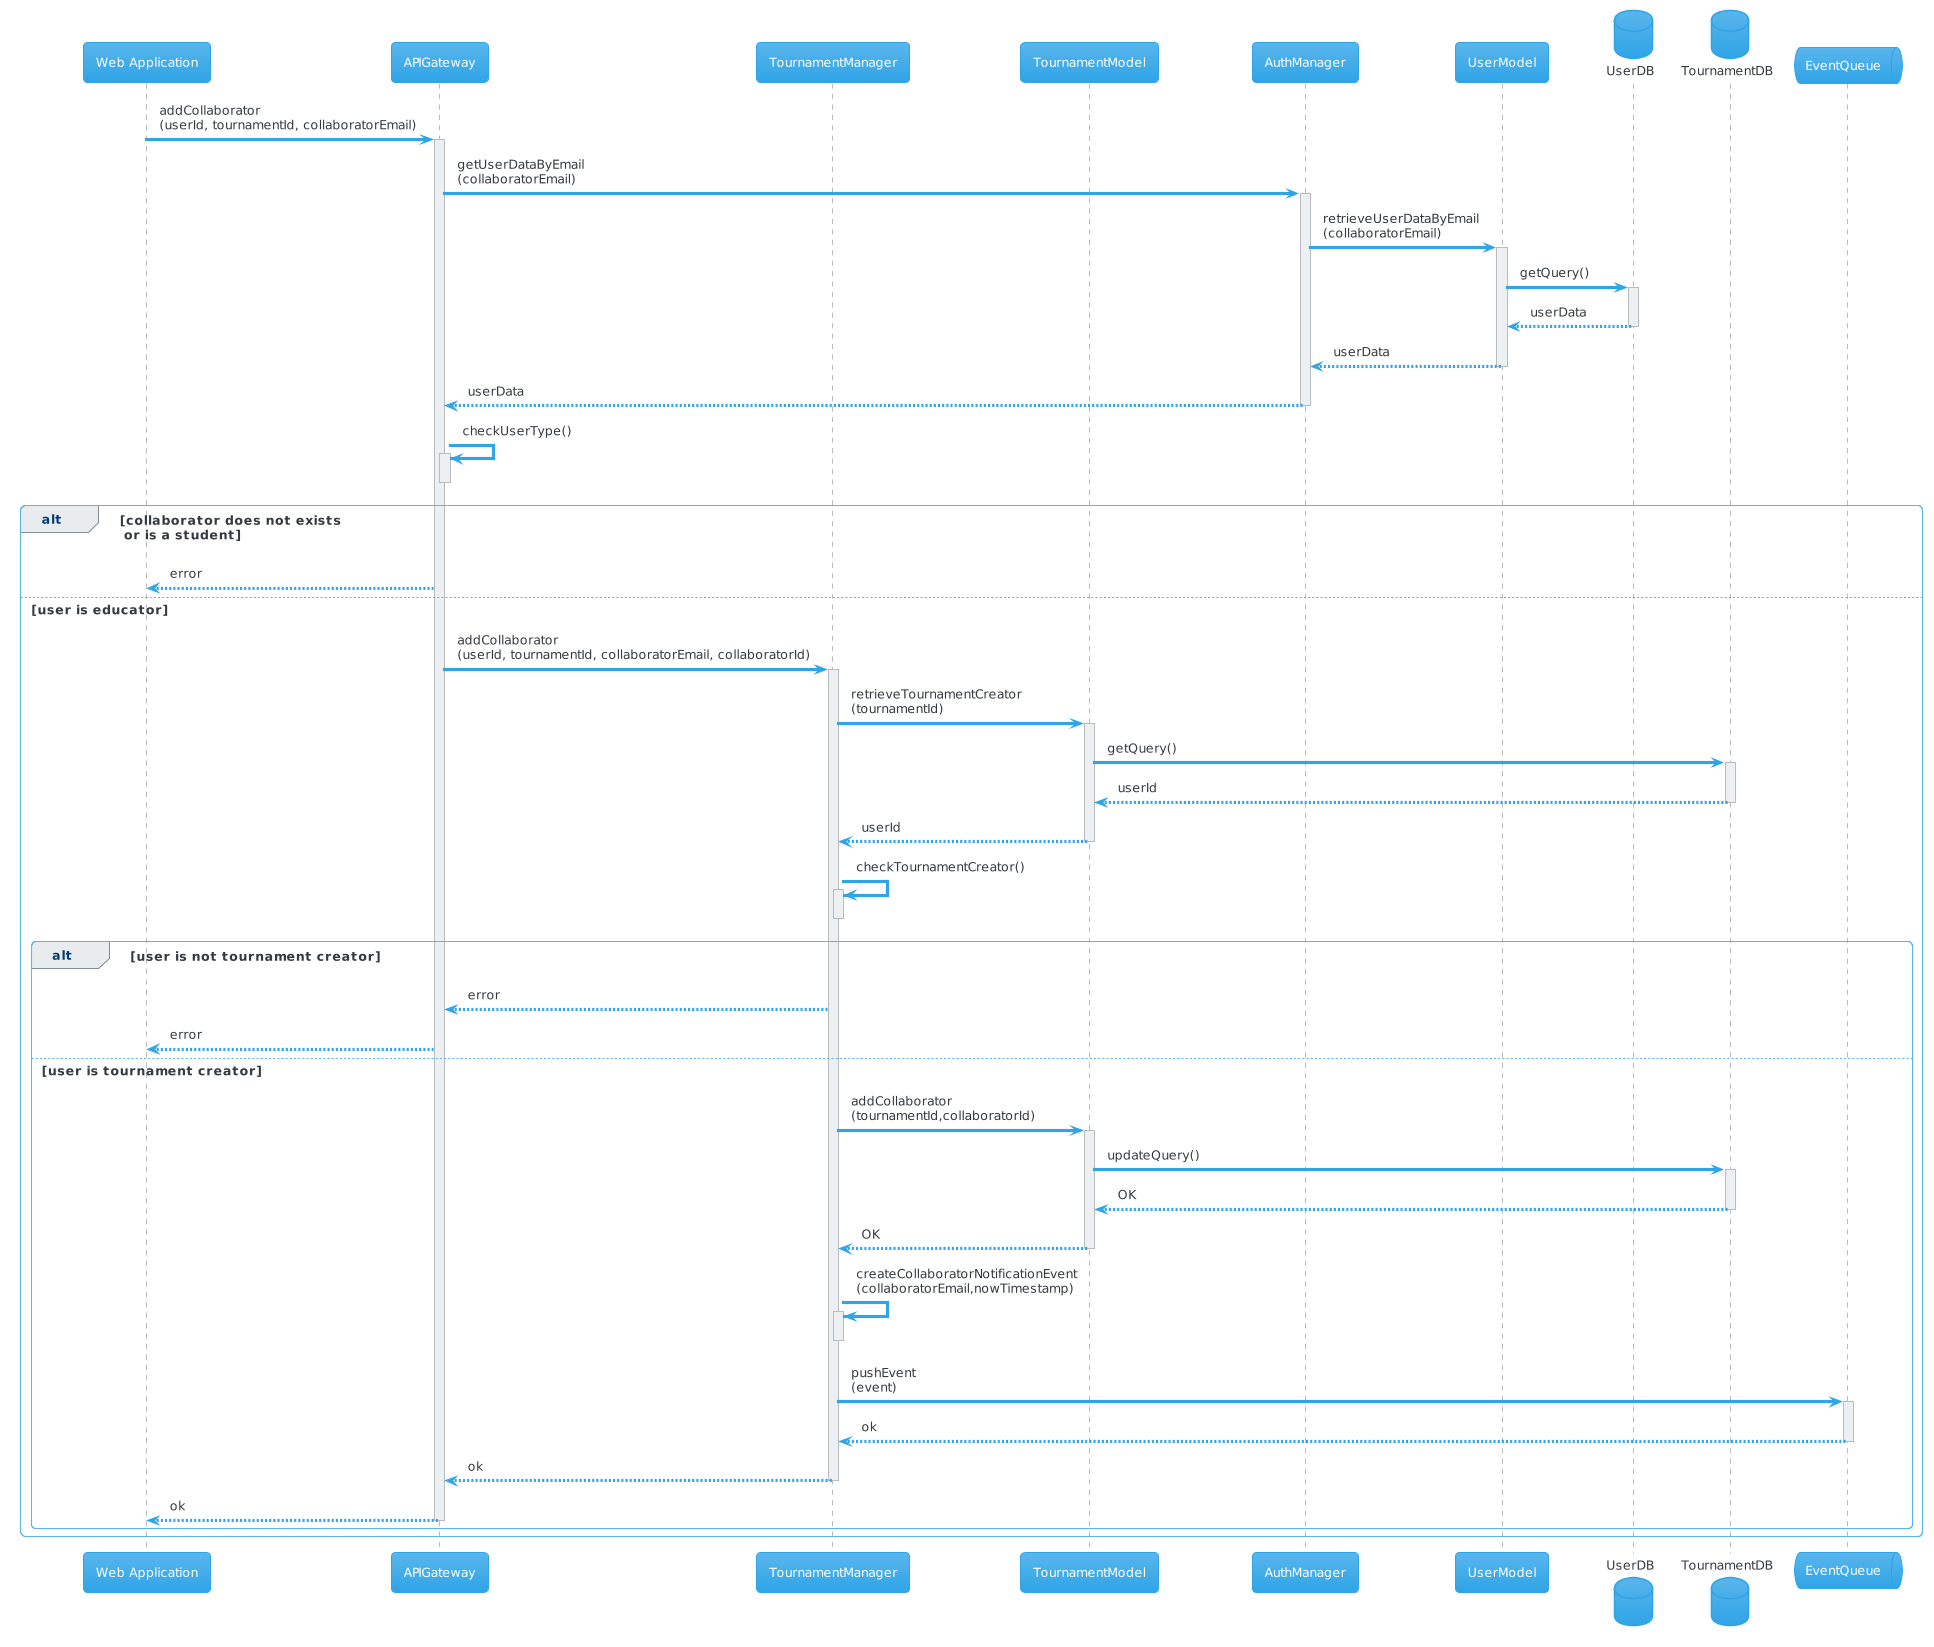 Web Application
APIGateway
TournamentManager
TournamentModel
AuthManager
UserModel
UserDB
TournamentDB
EventQueue
addCollaborator
(userId, tournamentId, collaboratorEmail)
getUserDataByEmail
(collaboratorEmail)
retrieveUserDataByEmail
(collaboratorEmail)
getQuery()
userData
userData
userData
checkUserType()
alt
[collaborator does not exists
or is a student]
error
[user is educator]
addCollaborator
(userId, tournamentId, collaboratorEmail, collaboratorId)
retrieveTournamentCreator
(tournamentId)
getQuery()
userId
userId
checkTournamentCreator()
alt
[user is not tournament creator]
error
error
[user is tournament creator]
addCollaborator
(tournamentId,collaboratorId)
updateQuery()
OK
OK
createCollaboratorNotificationEvent
(collaboratorEmail,nowTimestamp)
pushEvent
(event)
ok
ok
ok
Web Application
APIGateway
TournamentManager
TournamentModel
AuthManager
UserModel
UserDB
TournamentDB
EventQueue